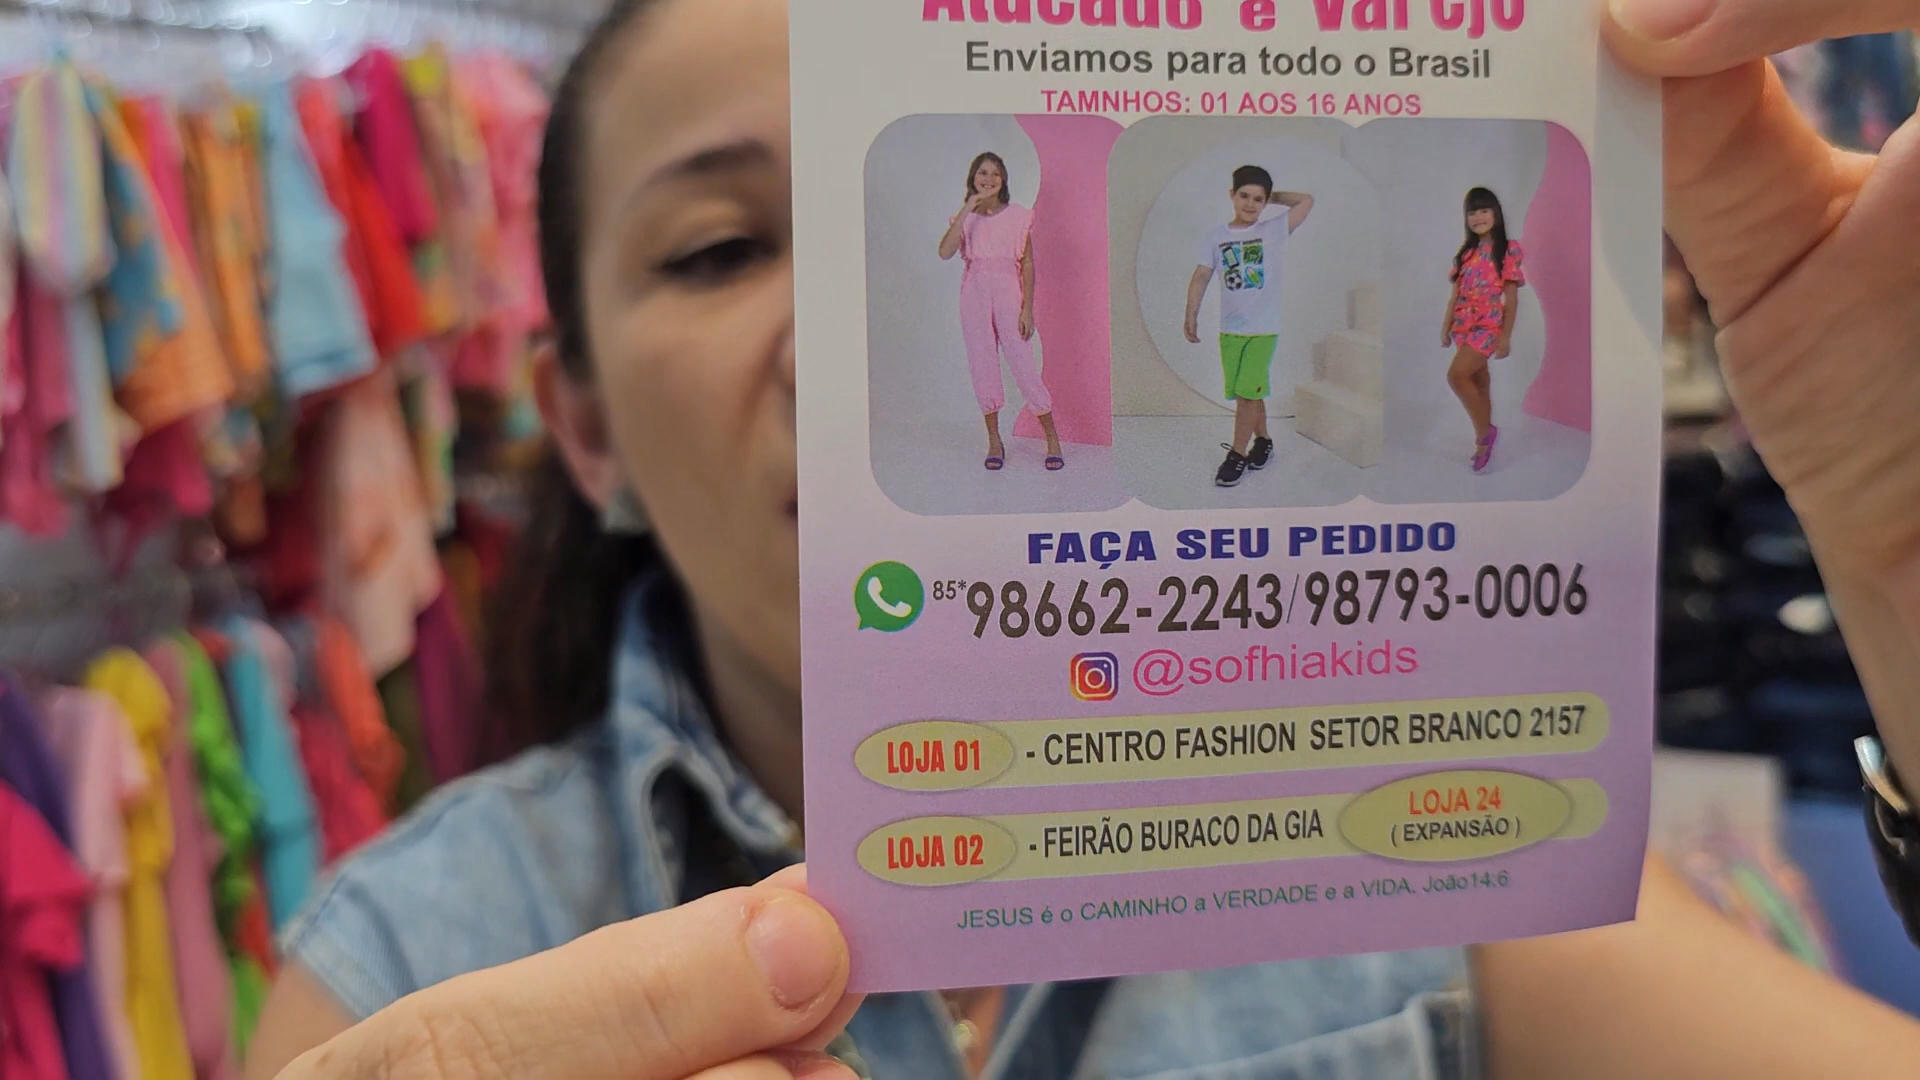 Atacado e Varejo
Enviamos para todo o Brasil
TAMNHOS: 01 AOS 16 ANOS
FAÇA SEU PEDIDO
85*98662-2243/98793-0006
@sofhiakids
LOJA 01 - CENTRO FASHION SETOR BRANCO 2157
LOJA 02 - FEIRÃO BURACO DA GIA LOJA 24
( EXPANSÃO )
JESUS é o CAMINHO a VERDADE e a VIDA. João14:6